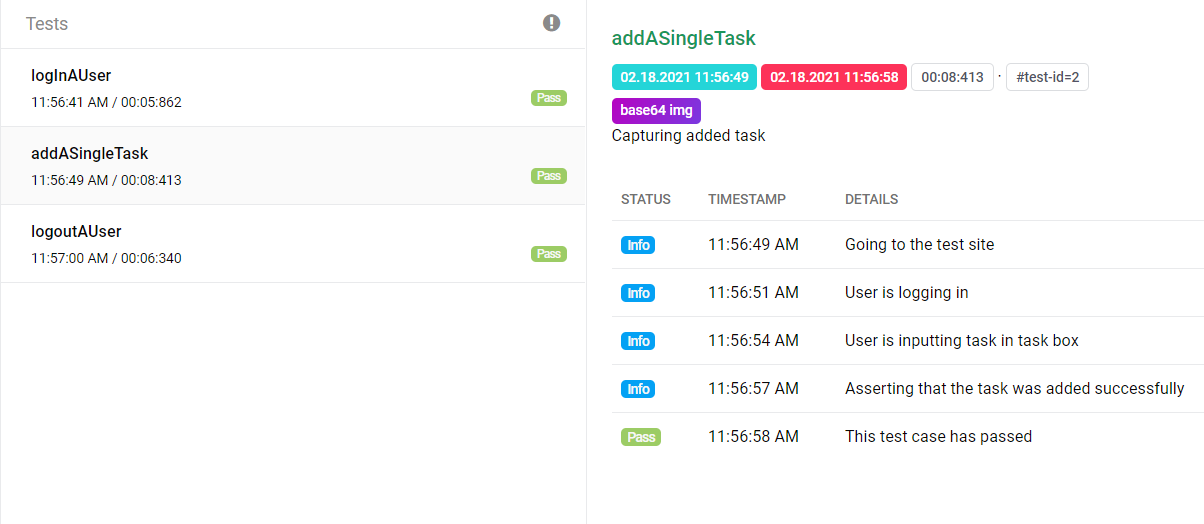 Tests
logInAUser
11:56:41 AM / 00:05:862
Pass
addASingleTask
11:56:49 AM / 00:08:413
Pass
logoutAUser
11:57:00 AM / 00:06:340
Pass
addASingleTask
02.18.2021 11:56:49 02.18.2021 11:56:58 00:08:413 · #test-id=2
base64 img
Capturing added task
STATUS TIMESTAMP DETAILS
Info 11:56:49 AM Going to the test site
Info 11:56:51 AM User is logging in
Info 11:56:54 AM User is inputting task in task box
Info 11:56:57 AM Asserting that the task was added successfully
Pass 11:56:58 AM This test case has passed